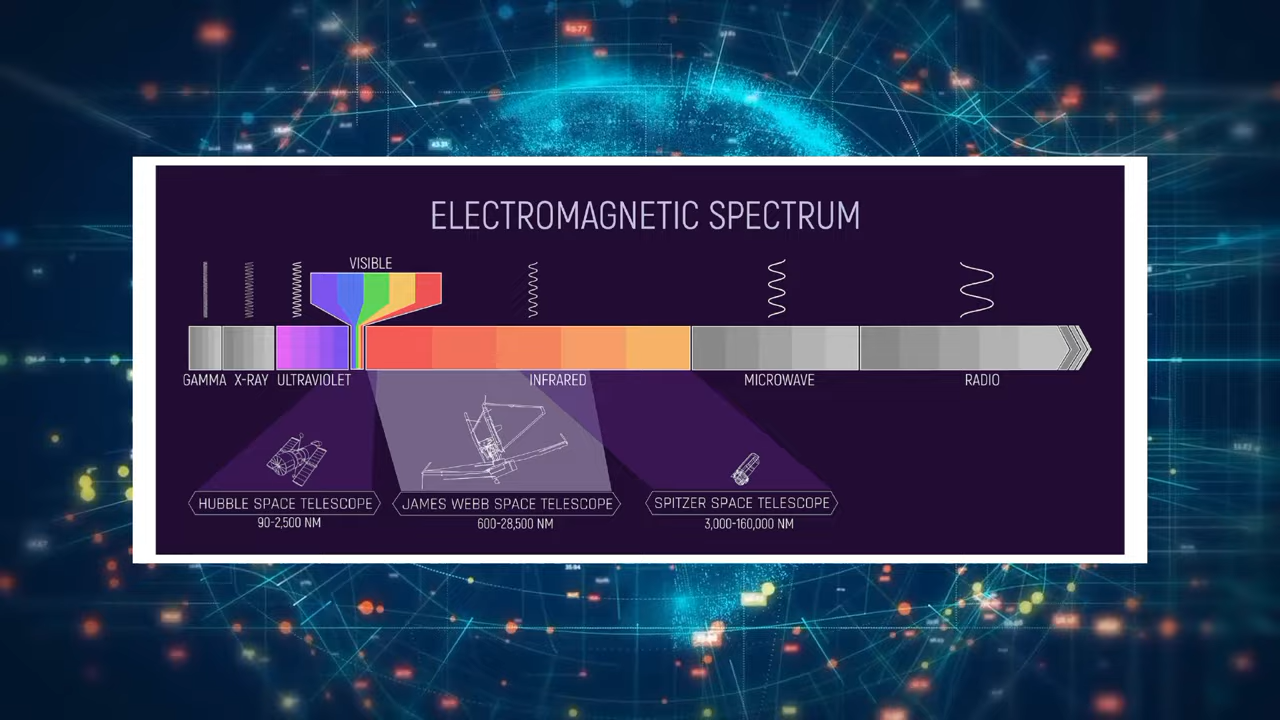 ELECTROMAGNETIC SPECTRUM
VISIBLE
GAMMA X-RAY ULTRAVIOLET INFRARED MICROWAVE RADIO
HUBBLE SPACE TELESCOPE
90-2,500 NM
JAMES WEBB SPACE TELESCOPE
600-28,500 NM
SPITZER SPACE TELESCOPE
3,000-160,000 NM